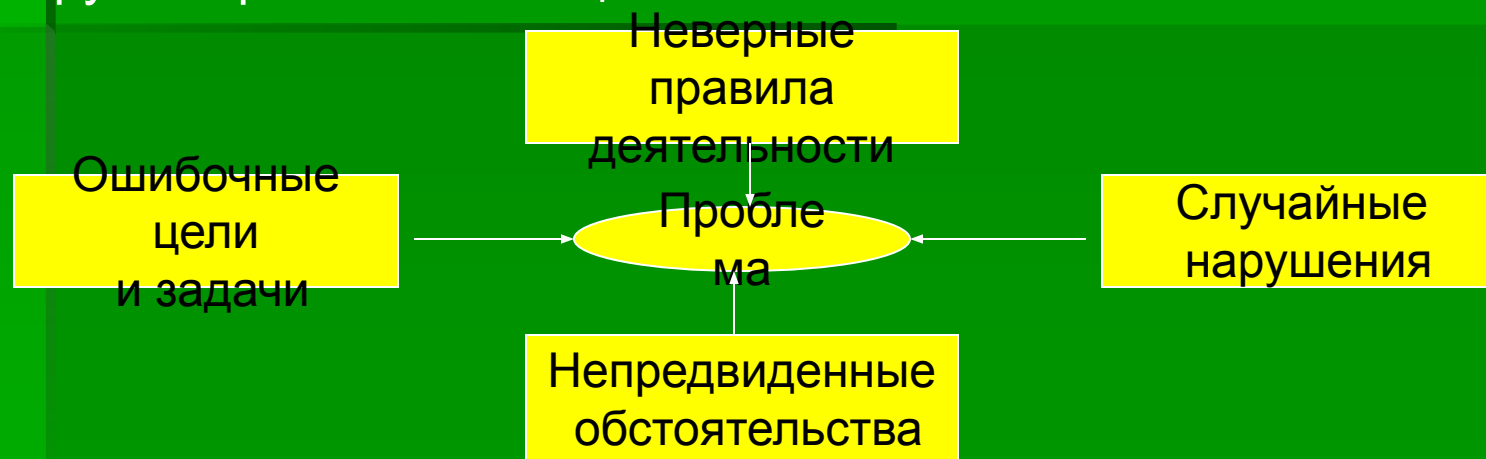 Неверные
правила
деятельности
Ошибочные
цели
и задачи
Пробле
ма
Случайные
нарушения
Непредвиденные
обстоятельства